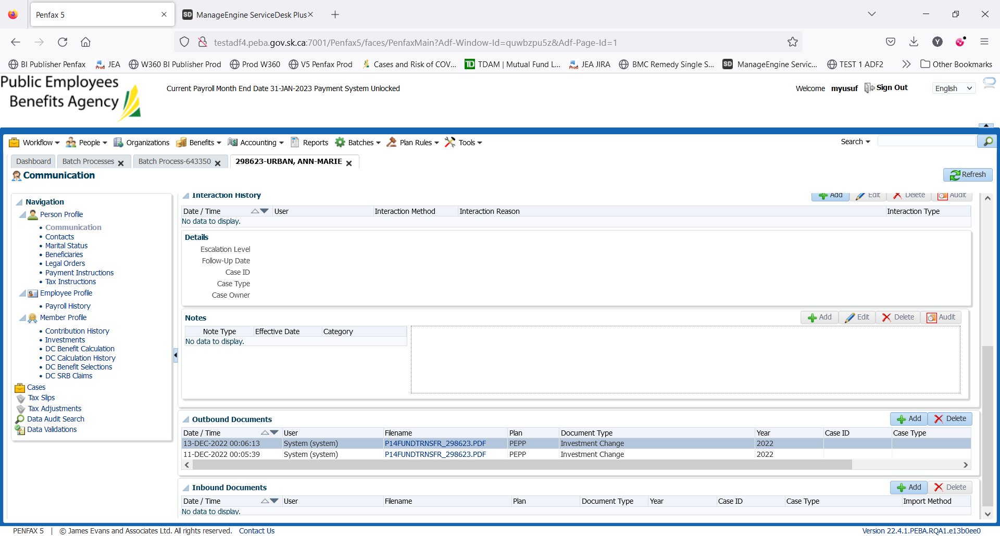 Penfax 5
SD ManageEngine ServiceDesk Plus
testadf4.peba.gov.sk.ca:7001/Penfax5/faces/PenfaxMain?Adf-Window-Id=quwbzpu5z&Adf-Page-Id=1
Y
BI Publisher Penfax
Prod JEA
W360 BI Publisher Prod
Prod W360
V5 Penfax Prod
Cases and Risk of COV...
TD TDAM | Mutual Fund L...
Prod JEA JIRA
BMC Remedy Single S...
SD ManageEngine Servic...
TEST 1 ADF2
Other Bookmarks
Public Employees
Benefits Agency
Current Payroll Month End Date 31-JAN-2023 Payment System Unlocked
Welcome myusuf Sign Out English
Workflow People Organizations Benefits Accounting Reports Batches Plan Rules Tools Search
Dashboard Batch Processes Batch Process-643350 298623-URBAN, ANN-MARIE
Communication
Refresh
Navigation
Person Profile
Communication
Contacts
Marital Status
Beneficiaries
Legal Orders
Payment Instructions
Tax Instructions
Employee Profile
Payroll History
Member Profile
Contribution History
Investments
DC Benefit Calculation
DC Calculation History
DC Benefit Selections
DC SRB Claims
Cases
Tax Slips
Tax Adjustments
Data Audit Search
Data Validations
Interaction History Add Edit Delete Audit
Date / Time User Interaction Method Interaction Reason Interaction Type
No data to display.
Details
Escalation Level
Follow-Up Date
Case ID
Case Type
Case Owner
Notes Add Edit Delete Audit
Note Type Effective Date Category
No data to display.
Outbound Documents Add Delete
Date / Time User Filename Plan Document Type Year Case ID Case Type
13-DEC-2022 00:06:13 System (system) P14FUNDTRNSFR_298623.PDF PEPP Investment Change 2022
11-DEC-2022 00:05:39 System (system) P14FUNDTRNSFR_298623.PDF PEPP Investment Change 2022
Inbound Documents Add Delete
Date / Time User Filename Plan Document Type Year Case ID Case Type Import Method
No data to display.
PENFAX 5 | © James Evans and Associates Ltd. All rights reserved. Contact Us
Version 22.4.1.PEBA.RQA1.e13b0ee0